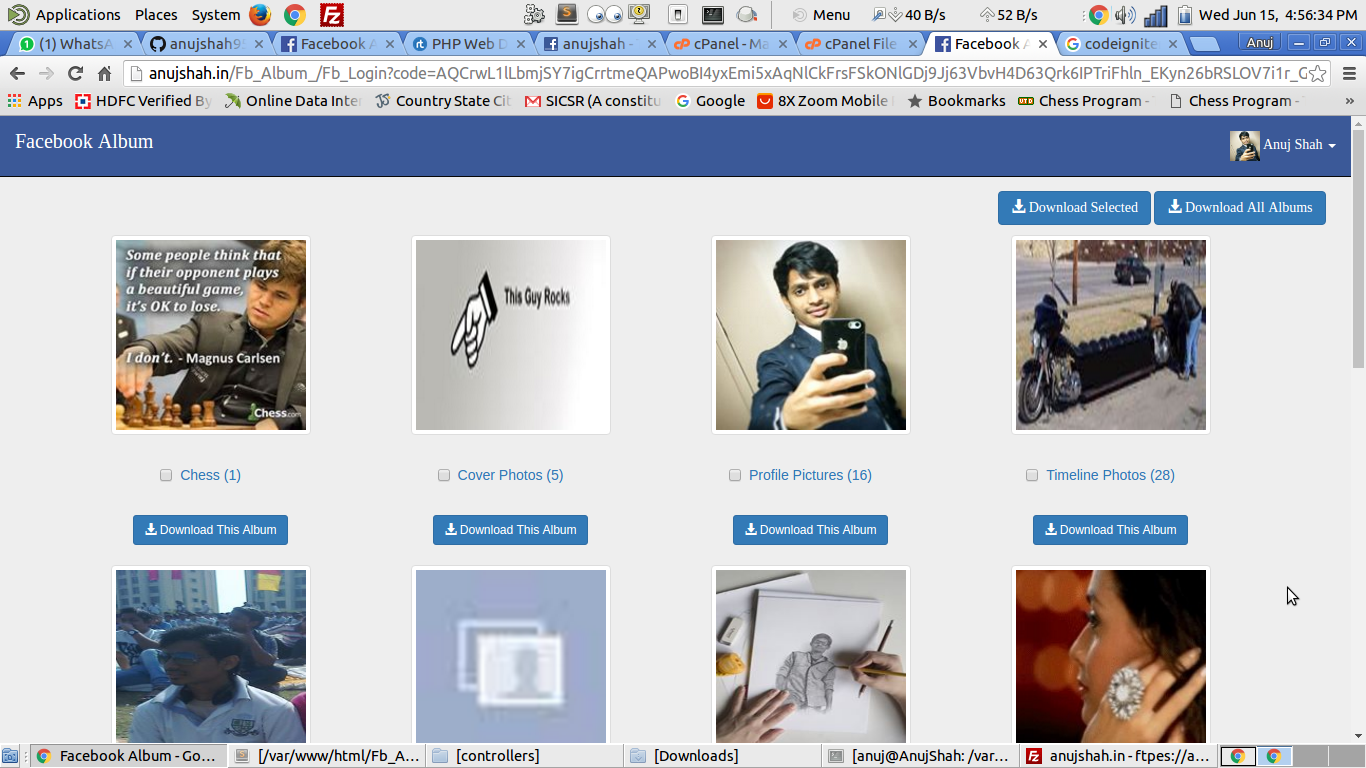 Applications Places System Menu 40 B/s 52 B/s Wed Jun 15, 4:56:34 PM
(1) WhatsA anujshah9 Facebook A PHP Web D anujshah - cPanel - Ma cPanel File Facebook A codeignite Anuj
anujshah.in/Fb_Album_/Fb_Login?code=
Apps HDFC Verified By Online Data Inte Country State Cit SICSR (A constitu Google 8X Zoom Mobile Bookmarks Chess Program - Chess Program - »
Facebook Album
Anuj Shah
Download Selected Download All Albums
Some people think that
if their opponent plays
a beautiful game,
it's OK to lose.
I don't. - Magnus Carlsen
Chess.com
This Guy Rocks
Chess (1) Cover Photos (5) Profile Pictures (16) Timeline Photos (28)
Download This Album Download This Album Download This Album Download This Album
Facebook Album - Go... [/var/www/html/Fb_A... [controllers] [Downloads] [anuj@AnujShah: /var... anujshah.in - ftpes://a...